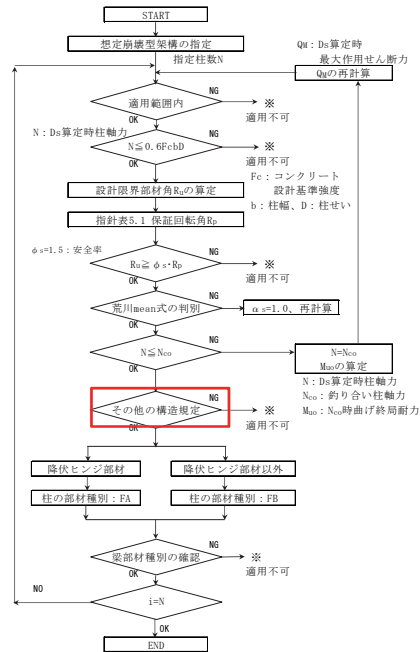 START
想定崩壊型架構の指定
指定柱数N
QM：Ds算定時
最大作用せん断力
QMの再計算
適用範囲内
NG
※
適用不可
OK
N：Ds算定時柱軸力
N≦0.6FcbD
NG
※
適用不可
OK
Fc：コンクリート
設計基準強度
b：柱幅、D：柱せい
設計限界部材角Ruの算定
指針表5.1 保証回転角Rp
φs=1.5：安全率
Ru≧φs・Rp
NG
※
適用不可
OK
荒川mean式の判別
NG
αs=1.0、再計算
OK
N≦Nco
NG
N=Nco
Muoの算定
OK
N：Ds算定時柱軸力
Nco：釣り合い柱軸力
Muo：Nco時曲げ終局耐力
その他の構造規定
NG
※
適用不可
OK
降伏ヒンジ部材
降伏ヒンジ部材以外
柱の部材種別：FA
柱の部材種別：FB
梁部材種別の確認
NG
※
適用不可
OK
NO
i=N
OK
END